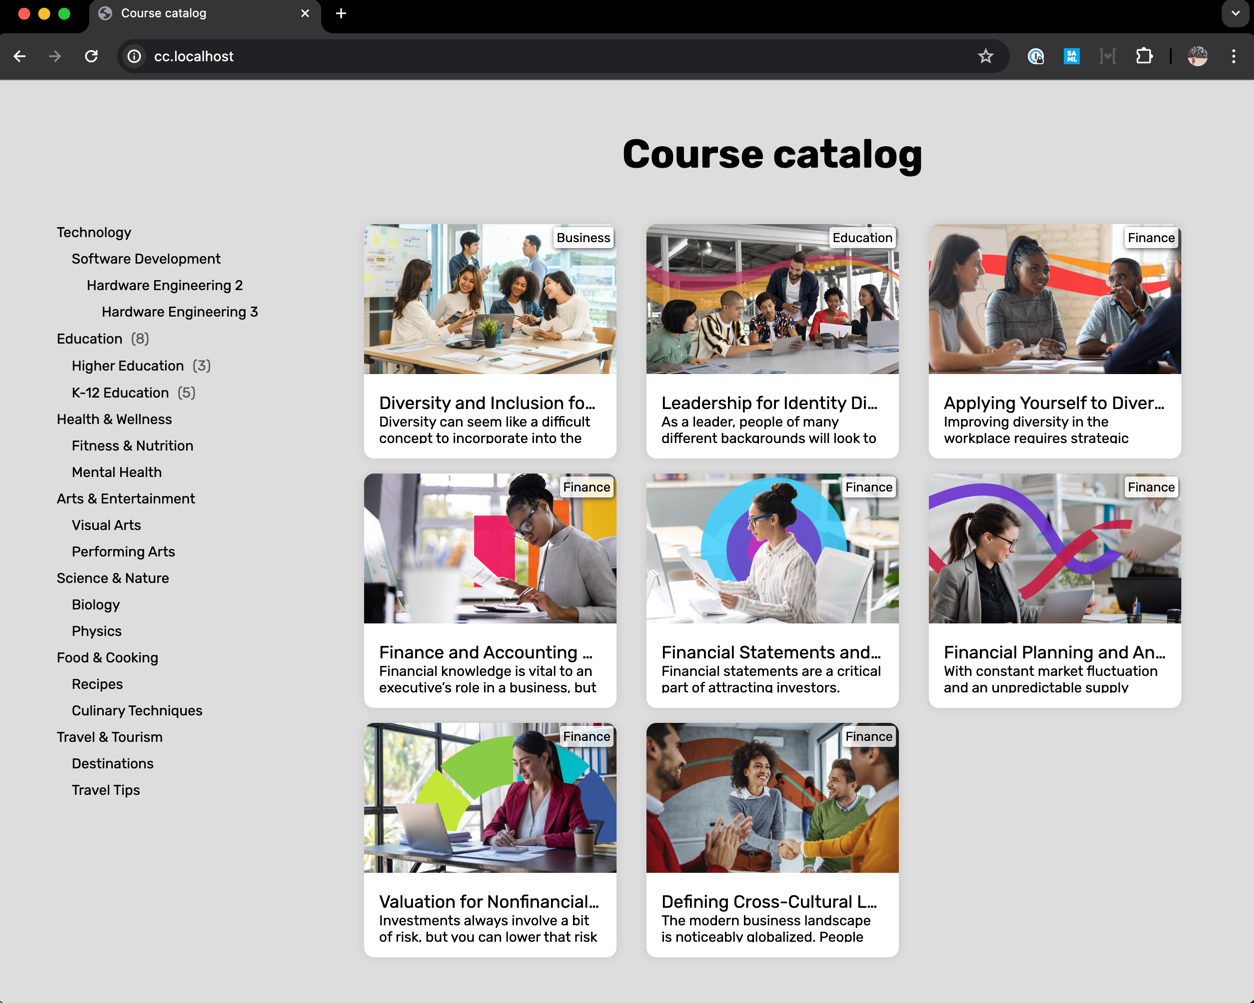 Course catalog
cc.localhost
SA
ML
Course catalog
Technology
Software Development
Hardware Engineering 2
Hardware Engineering 3
Education (8)
Higher Education (3)
K-12 Education (5)
Health & Wellness
Fitness & Nutrition
Mental Health
Arts & Entertainment
Visual Arts
Performing Arts
Science & Nature
Biology
Physics
Food & Cooking
Recipes
Culinary Techniques
Travel & Tourism
Destinations
Travel Tips
Business
Diversity and Inclusion fo...
Diversity can seem like a difficult
concept to incorporate into the
Education
Leadership for Identity Di...
As a leader, people of many
different backgrounds will look to
Finance
Applying Yourself to Diver...
Improving diversity in the
workplace requires strategic
Finance
Finance and Accounting ...
Financial knowledge is vital to an
executive's role in a business, but
Finance
Financial Statements and...
Financial statements are a critical
part of attracting investors.
Finance
Financial Planning and An...
With constant market fluctuation
and an unpredictable supply
Finance
Valuation for Nonfinancial...
Investments always involve a bit
of risk, but you can lower that risk
Finance
Defining Cross-Cultural L...
The modern business landscape
is noticeably globalized. People